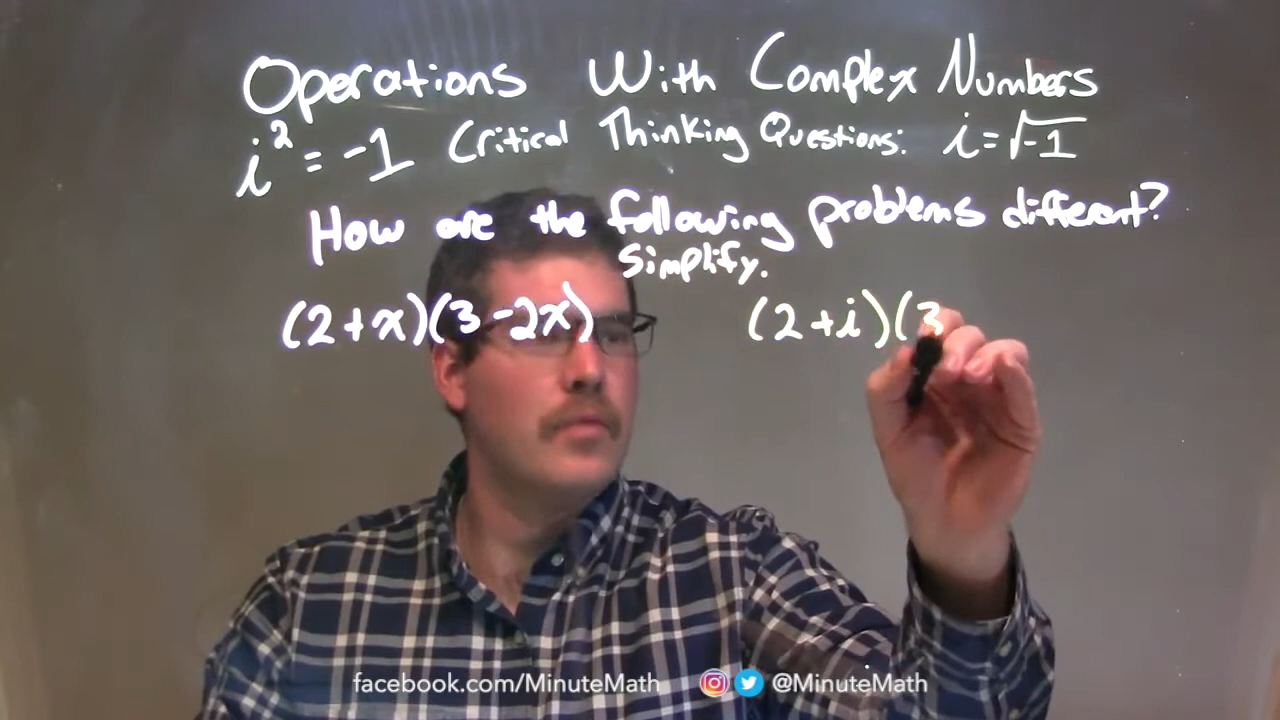 Operations With Complex Numbers
i² = -1 Critical Thinking Questions: i = √-1
How are the following problems different?
Simplify.
(2+x)(3-2x) (2+i)(3
facebook.com/MinuteMath @MinuteMath